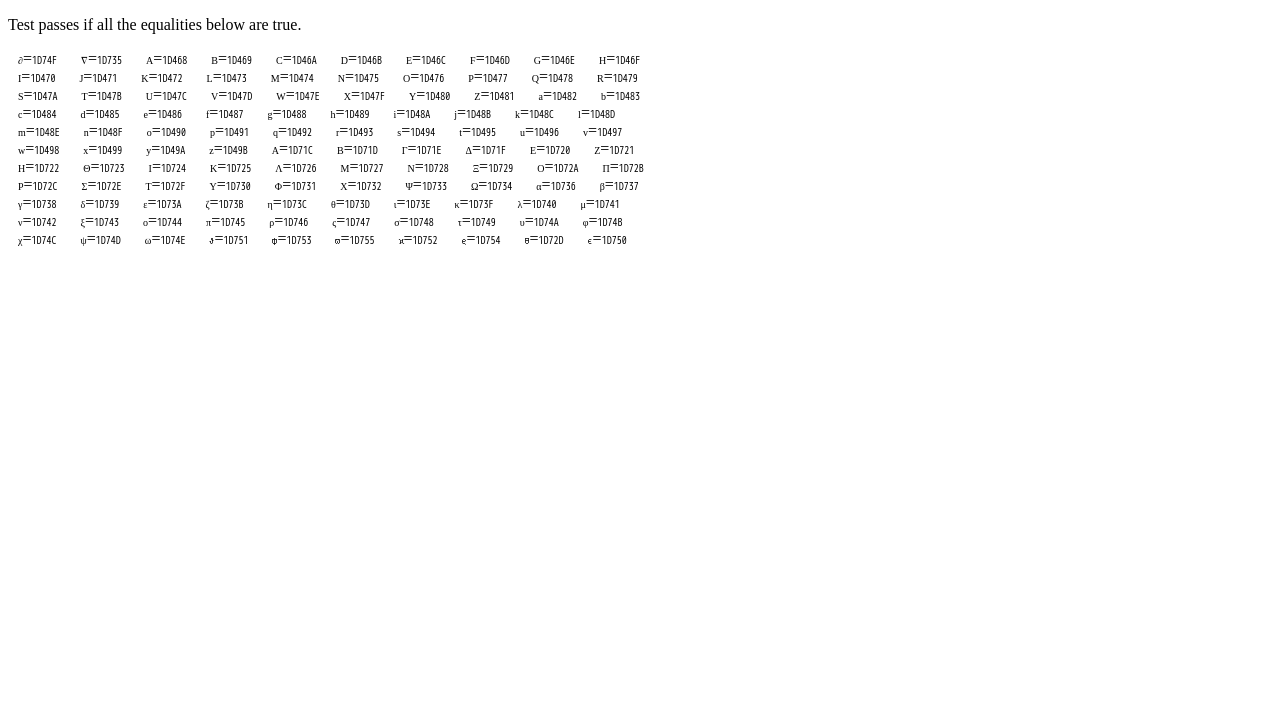 Test passes if all the equalities below are true.
∂=1D74F ∇=1D735 A=1D468 B=1D469 C=1D46A D=1D46B E=1D46C F=1D46D G=1D46E H=1D46F
I=1D470 J=1D471 K=1D472 L=1D473 M=1D474 N=1D475 O=1D476 P=1D477 Q=1D478 R=1D479
S=1D47A T=1D47B U=1D47C V=1D47D W=1D47E X=1D47F Y=1D480 Z=1D481 a=1D482 b=1D483
c=1D484 d=1D485 e=1D486 f=1D487 g=1D488 h=1D489 i=1D48A j=1D48B k=1D48C l=1D48D
m=1D48E n=1D48F o=1D490 p=1D491 q=1D492 r=1D493 s=1D494 t=1D495 u=1D496 v=1D497
w=1D498 x=1D499 y=1D49A z=1D49B Α=1D71C Β=1D71D Γ=1D71E Δ=1D71F Ε=1D720 Ζ=1D721
Η=1D722 Θ=1D723 Ι=1D724 Κ=1D725 Λ=1D726 Μ=1D727 Ν=1D728 Ξ=1D729 Ο=1D72A Π=1D72B
Ρ=1D72C Σ=1D72E Τ=1D72F Υ=1D730 Φ=1D731 Χ=1D732 Ψ=1D733 Ω=1D734 α=1D736 β=1D737
γ=1D738 δ=1D739 ε=1D73A ζ=1D73B η=1D73C θ=1D73D ι=1D73E κ=1D73F λ=1D740 μ=1D741
ν=1D742 ξ=1D743 ο=1D744 π=1D745 ρ=1D746 ς=1D747 σ=1D748 τ=1D749 υ=1D74A φ=1D74B
χ=1D74C ψ=1D74D ω=1D74E ϑ=1D751 ϕ=1D753 ϖ=1D755 ϰ=1D752 ϱ=1D754 ϴ=1D72D ϵ=1D750